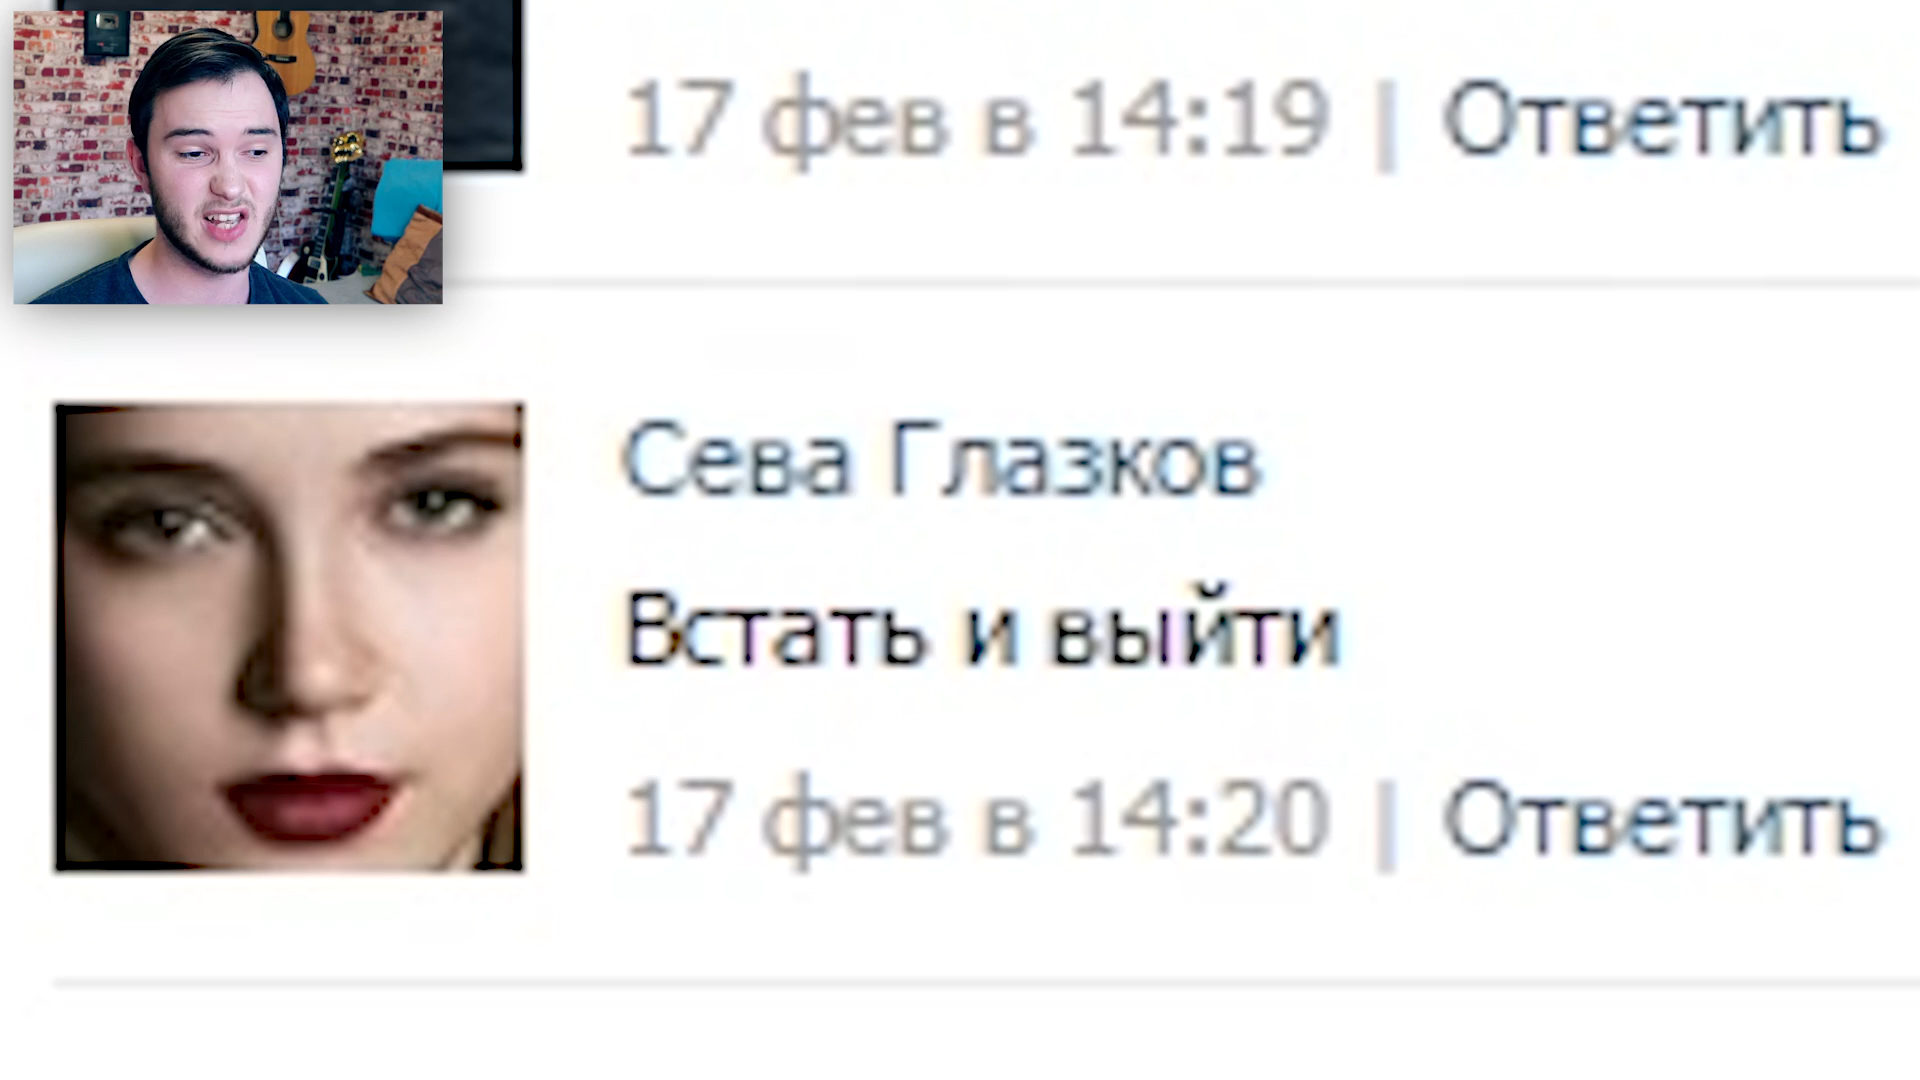 17 фев в 14:19 | Ответить
Сева Глазков
Встать и выйти
17 фев в 14:20 | Ответить